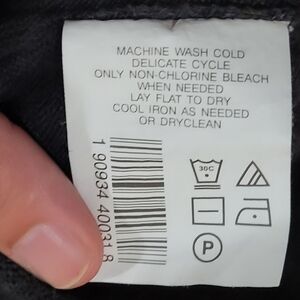 MACHINE WASH COLD
DELICATE CYCLE
ONLY NON-CHLORINE BLEACH
WHEN NEEDED
LAY FLAT TO DRY
COOL IRON AS NEEDED
OR DRYCLEAN
30C
P
1 90934 40031 8